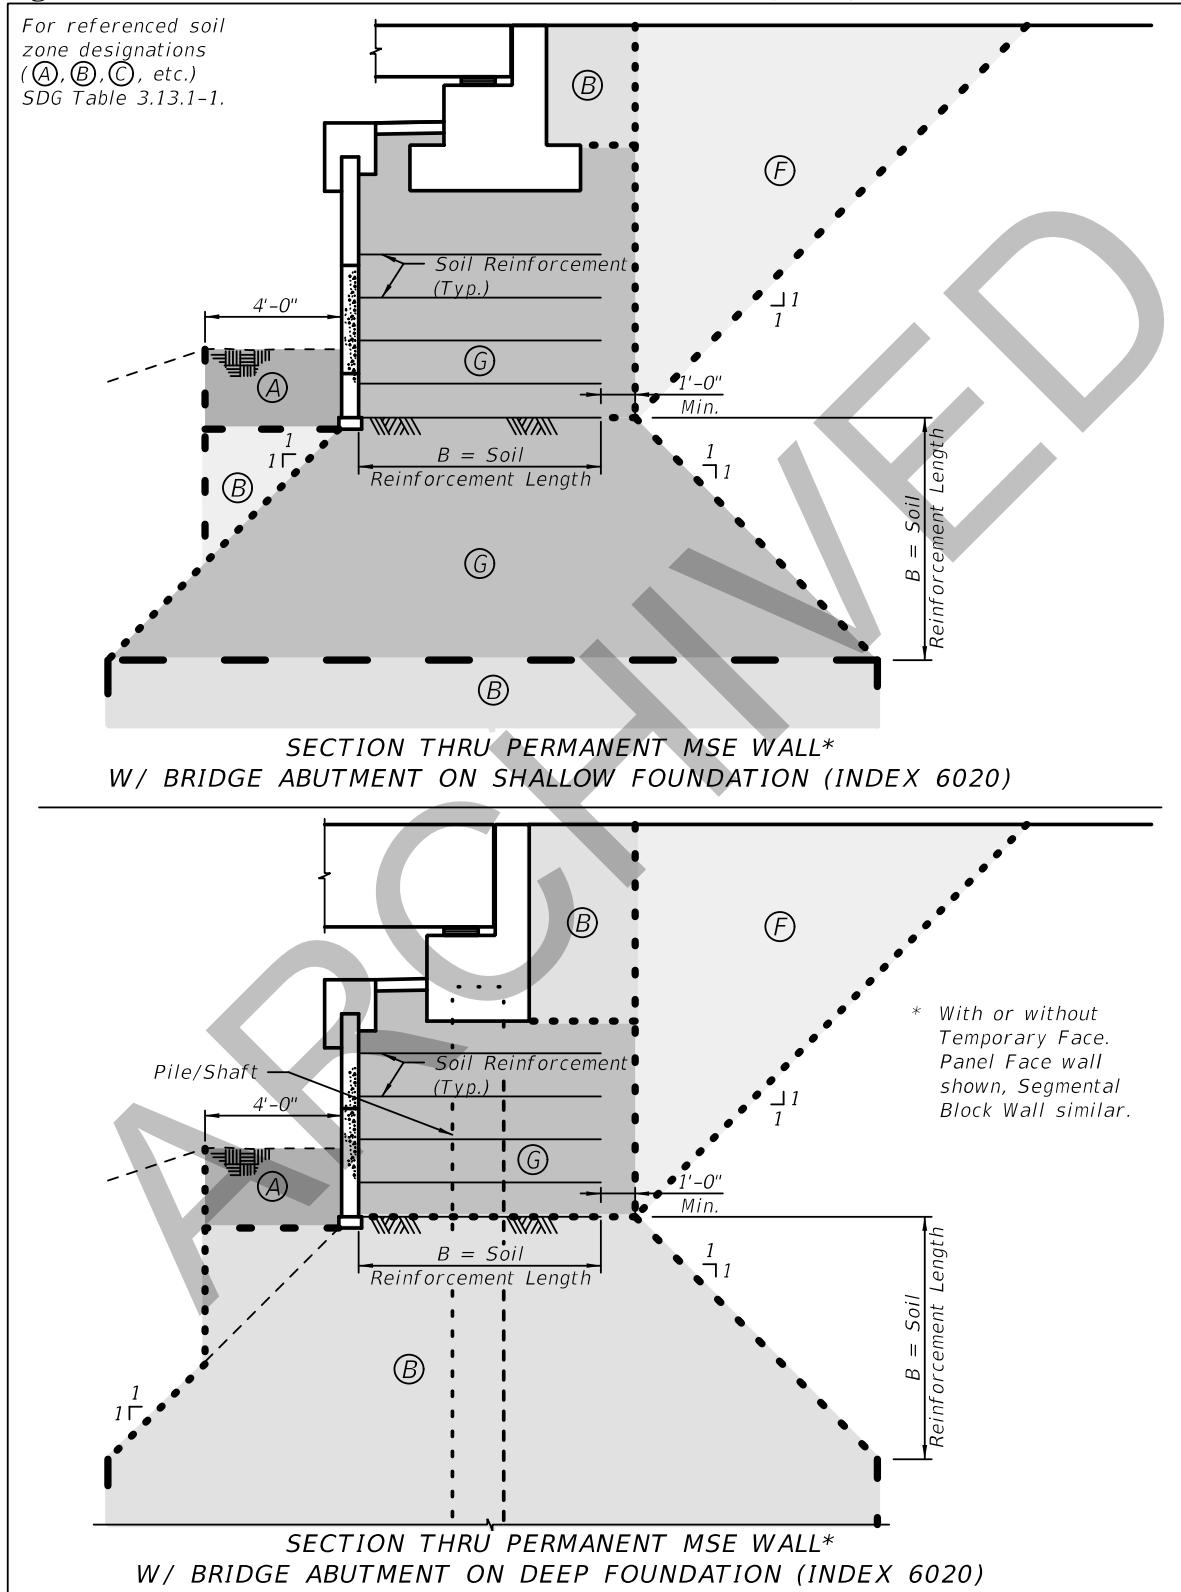 For referenced soil
zone designations
(Ⓐ, Ⓑ, Ⓒ, etc.)
SDG Table 3.13.1-1.
B
F
Soil Reinforcement
(Typ.)
4'-0"
1
1
G
A
1'-0"
Min.
1
1
B = Soil
Reinforcement Length
1
1
B
B = Soil
Reinforcement Length
G
B
SECTION THRU PERMANENT MSE WALL*
W/ BRIDGE ABUTMENT ON SHALLOW FOUNDATION (INDEX 6020)
B
F
* With or without
Temporary Face.
Panel Face wall
shown, Segmental
Block Wall similar.
Soil Reinforcement
(Typ.)
Pile/Shaft
4'-0"
1
1
G
A
1'-0"
Min.
B = Soil
Reinforcement Length
1
1
B = Soil
Reinforcement Length
B
1
1
SECTION THRU PERMANENT MSE WALL*
W/ BRIDGE ABUTMENT ON DEEP FOUNDATION (INDEX 6020)
ARCHIVED